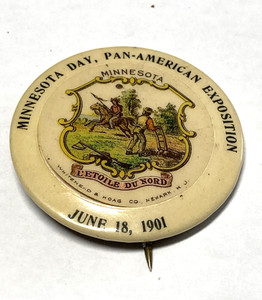 MINNESOTA DAY, PAN-AMERICAN EXPOSITION
MINNESOTA
L'ETOILE DU NORD
WHITEHEAD & HOAG CO., NEWARK, N.J.
JUNE 18, 1901